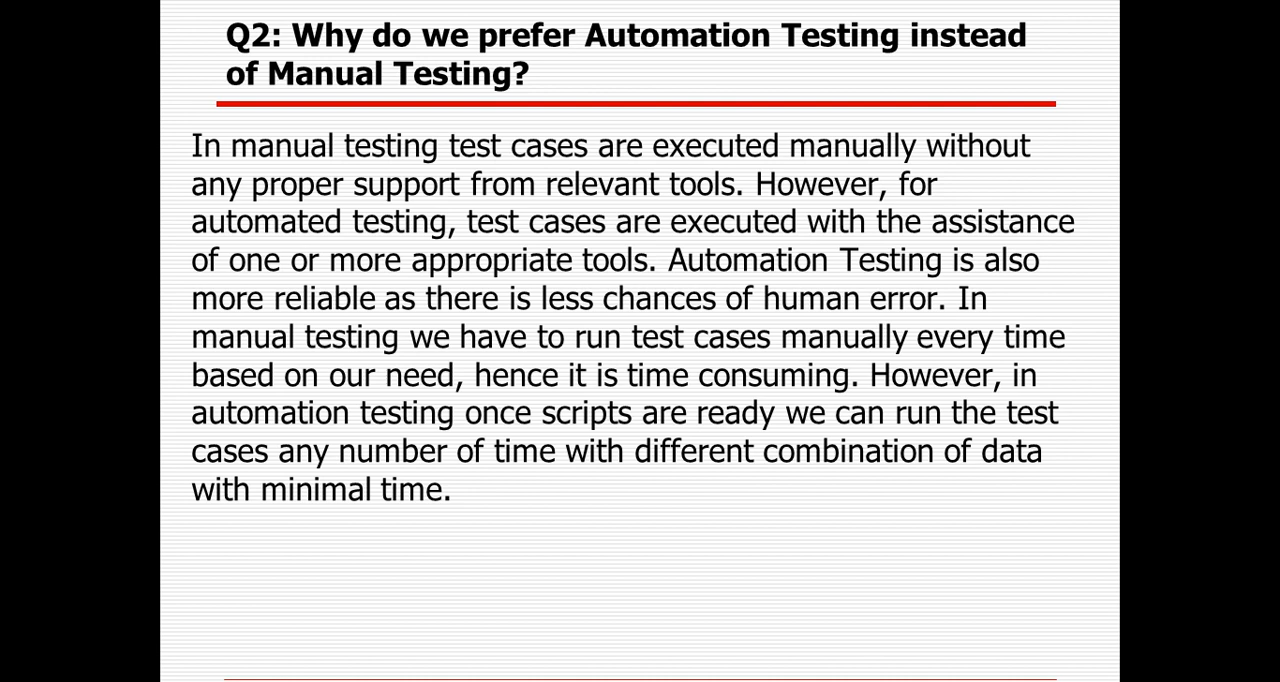 Q2: Why do we prefer Automation Testing instead
of Manual Testing?
In manual testing test cases are executed manually without
any proper support from relevant tools. However, for
automated testing, test cases are executed with the assistance
of one or more appropriate tools. Automation Testing is also
more reliable as there is less chances of human error. In
manual testing we have to run test cases manually every time
based on our need, hence it is time consuming. However, in
automation testing once scripts are ready we can run the test
cases any number of time with different combination of data
with minimal time.